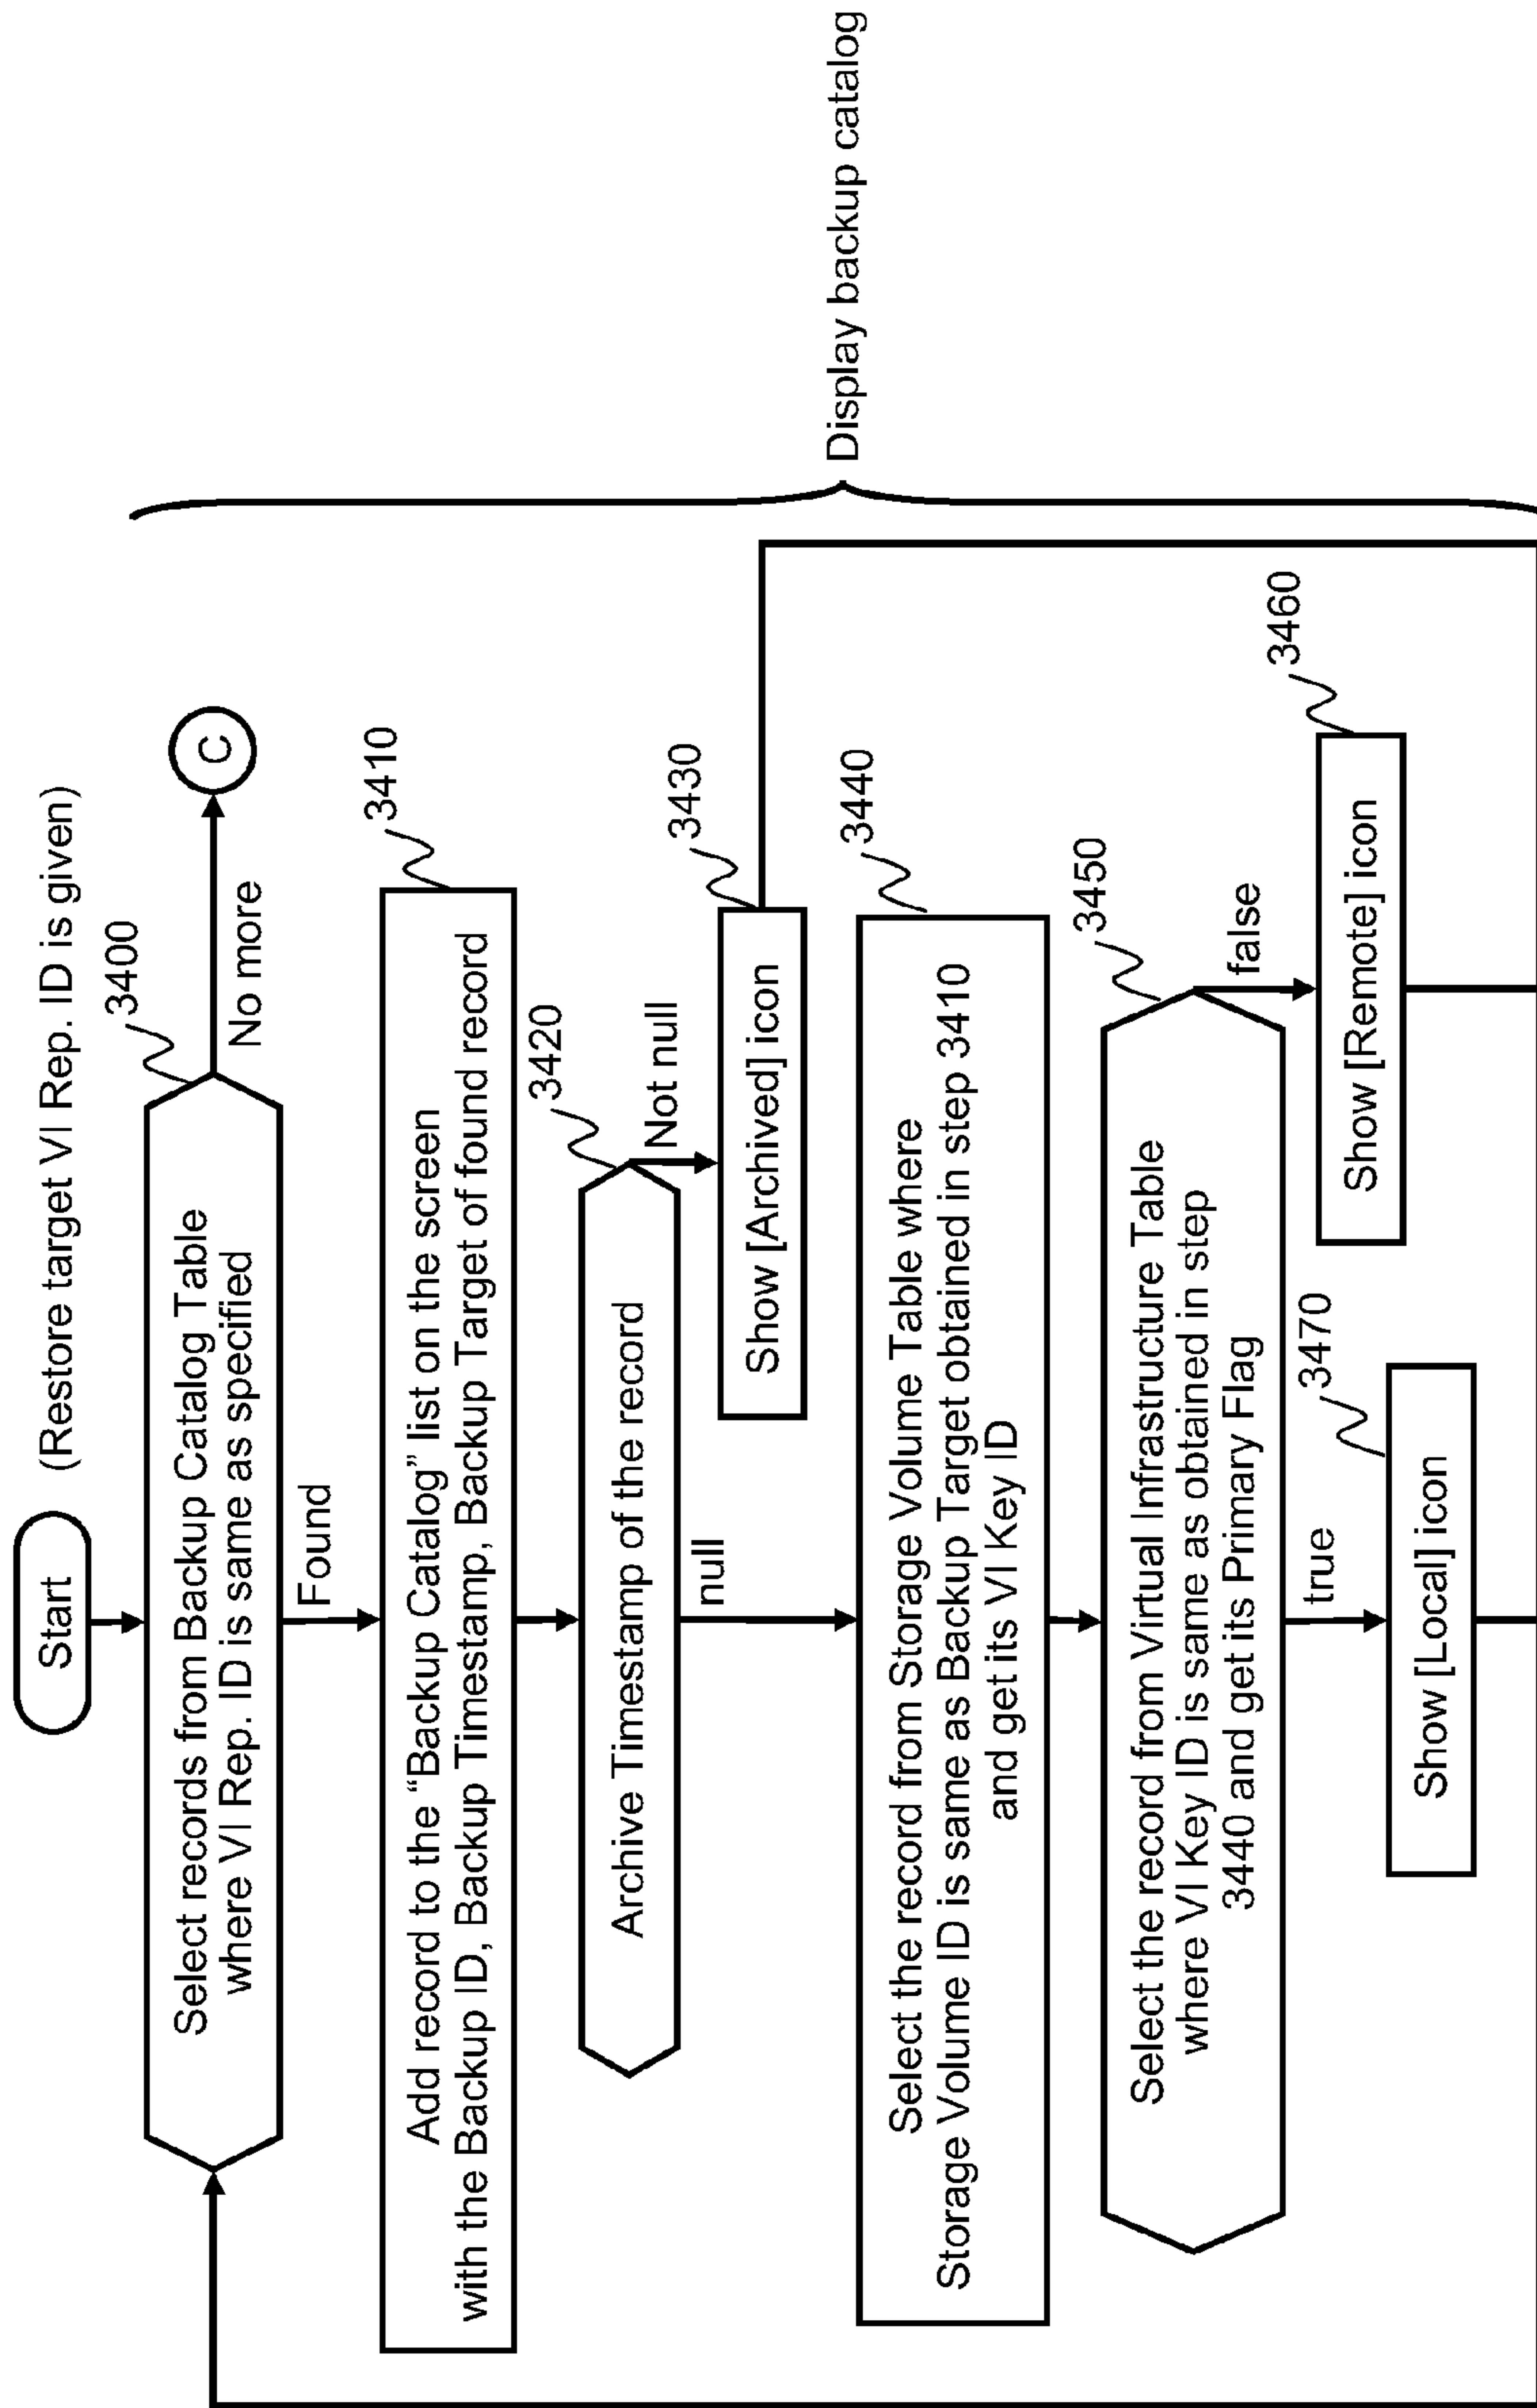 Start
(Restore target VI Rep. ID is given)
3400
Select records from Backup Catalog Table
where VI Rep. ID is same as specified
No more
C
Found
3410
Add record to the “Backup Catalog” list on the screen
with the Backup ID, Backup Timestamp, Backup Target of found record
3420
Archive Timestamp of the record
Not null
3430
Show [Archived] icon
null
3440
Select the record from Storage Volume Table where
Storage Volume ID is same as Backup Target obtained in step 3410
and get its VI Key ID
3450
Select the record from Virtual Infrastructure Table
where VI Key ID is same as obtained in step
3440 and get its Primary Flag
false
3460
Show [Remote] icon
true
3470
Show [Local] icon
Display backup catalog